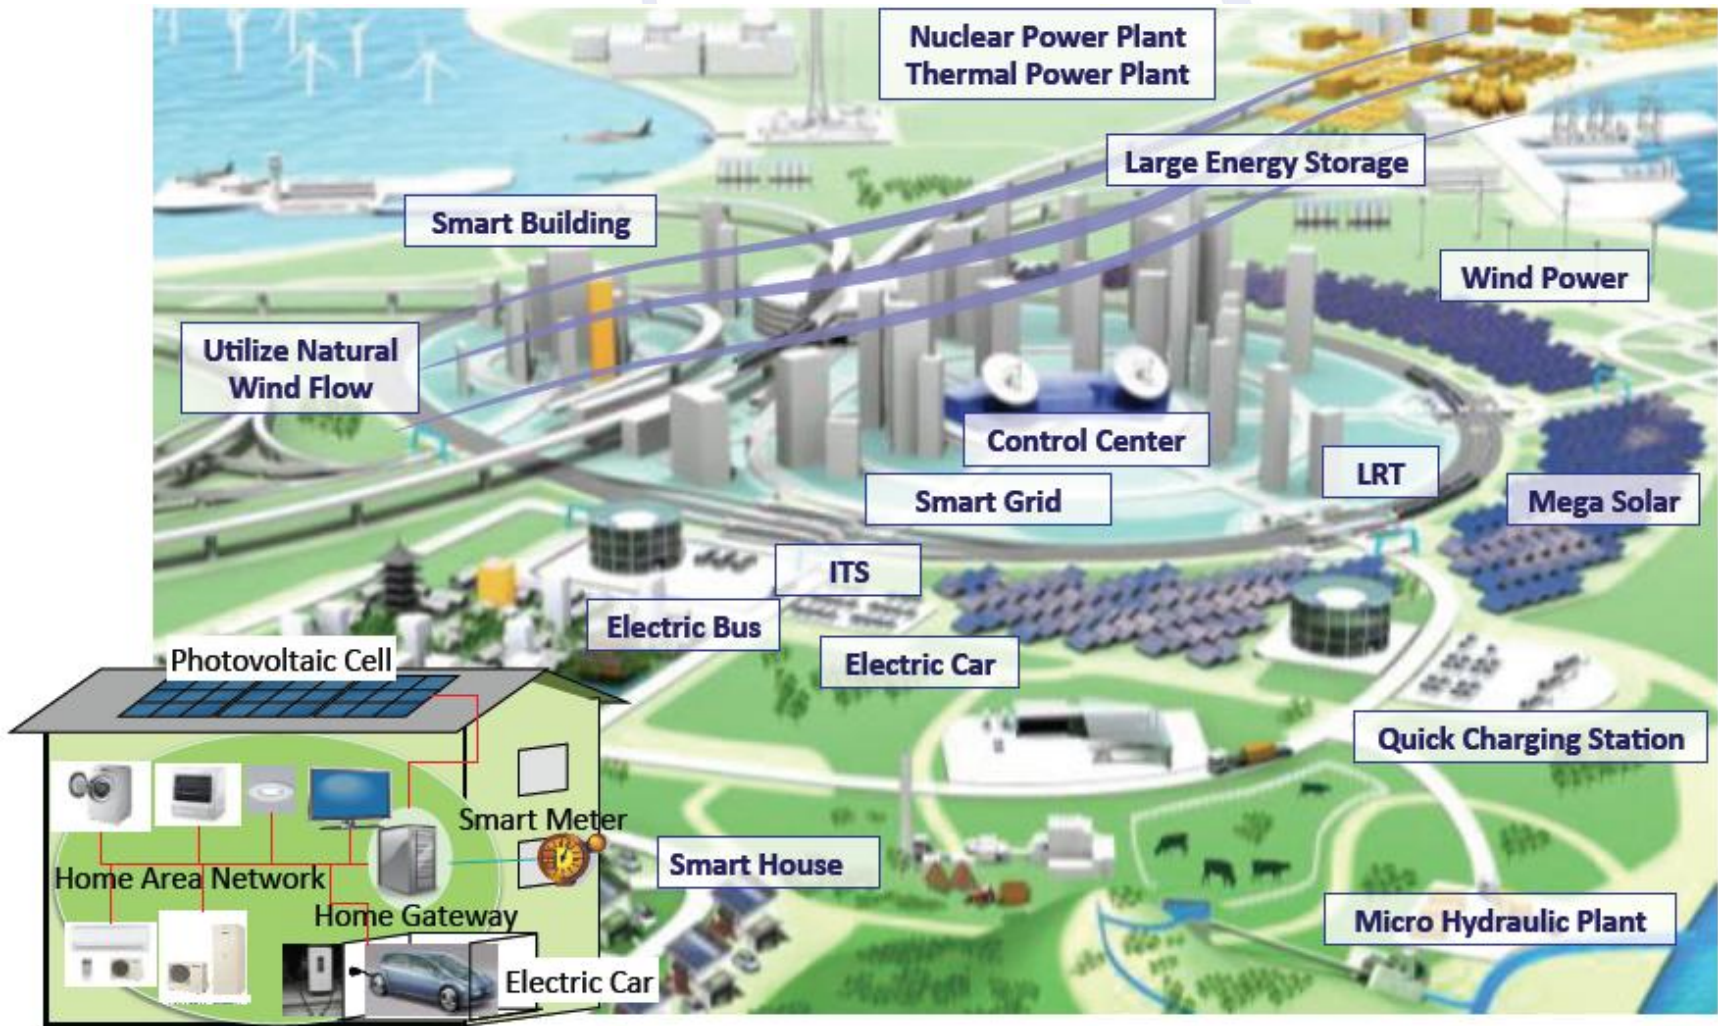 Nuclear Power Plant
Thermal Power Plant
Large Energy Storage
Smart Building
Wind Power
Utilize Natural
Wind Flow
Control Center
LRT
Smart Grid
Mega Solar
ITS
Electric Bus
Electric Car
Photovoltaic Cell
Quick Charging Station
Smart Meter
Smart House
Home Area Network
Home Gateway
Micro Hydraulic Plant
Electric Car